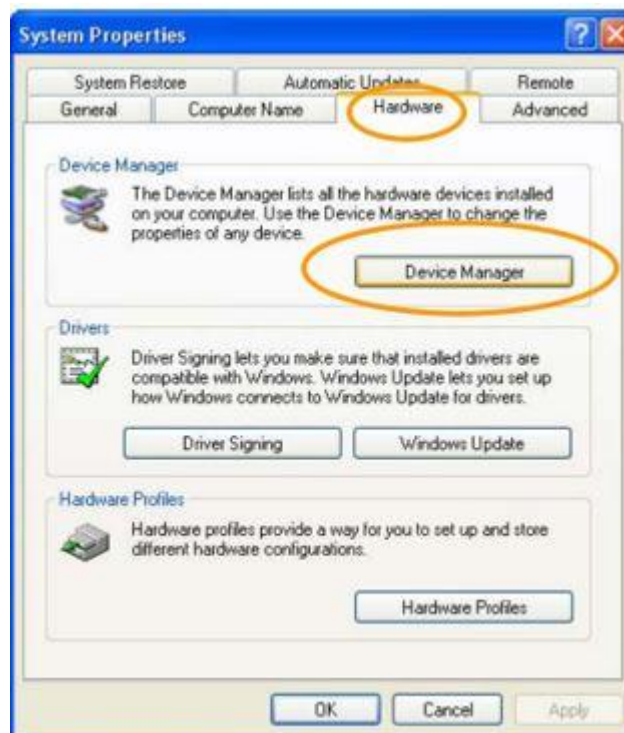 System Properties
System Restore Automatic Updates Remote
General Computer Name Hardware Advanced
Device Manager
The Device Manager lists all the hardware devices installed
on your computer. Use the Device Manager to change the
properties of any device.
Device Manager
Drivers
Driver Signing lets you make sure that installed drivers are
compatible with Windows. Windows Update lets you set up
how Windows connects to Windows Update for drivers.
Driver Signing Windows Update
Hardware Profiles
Hardware profiles provide a way for you to set up and store
different hardware configurations.
Hardware Profiles
OK Cancel Apply